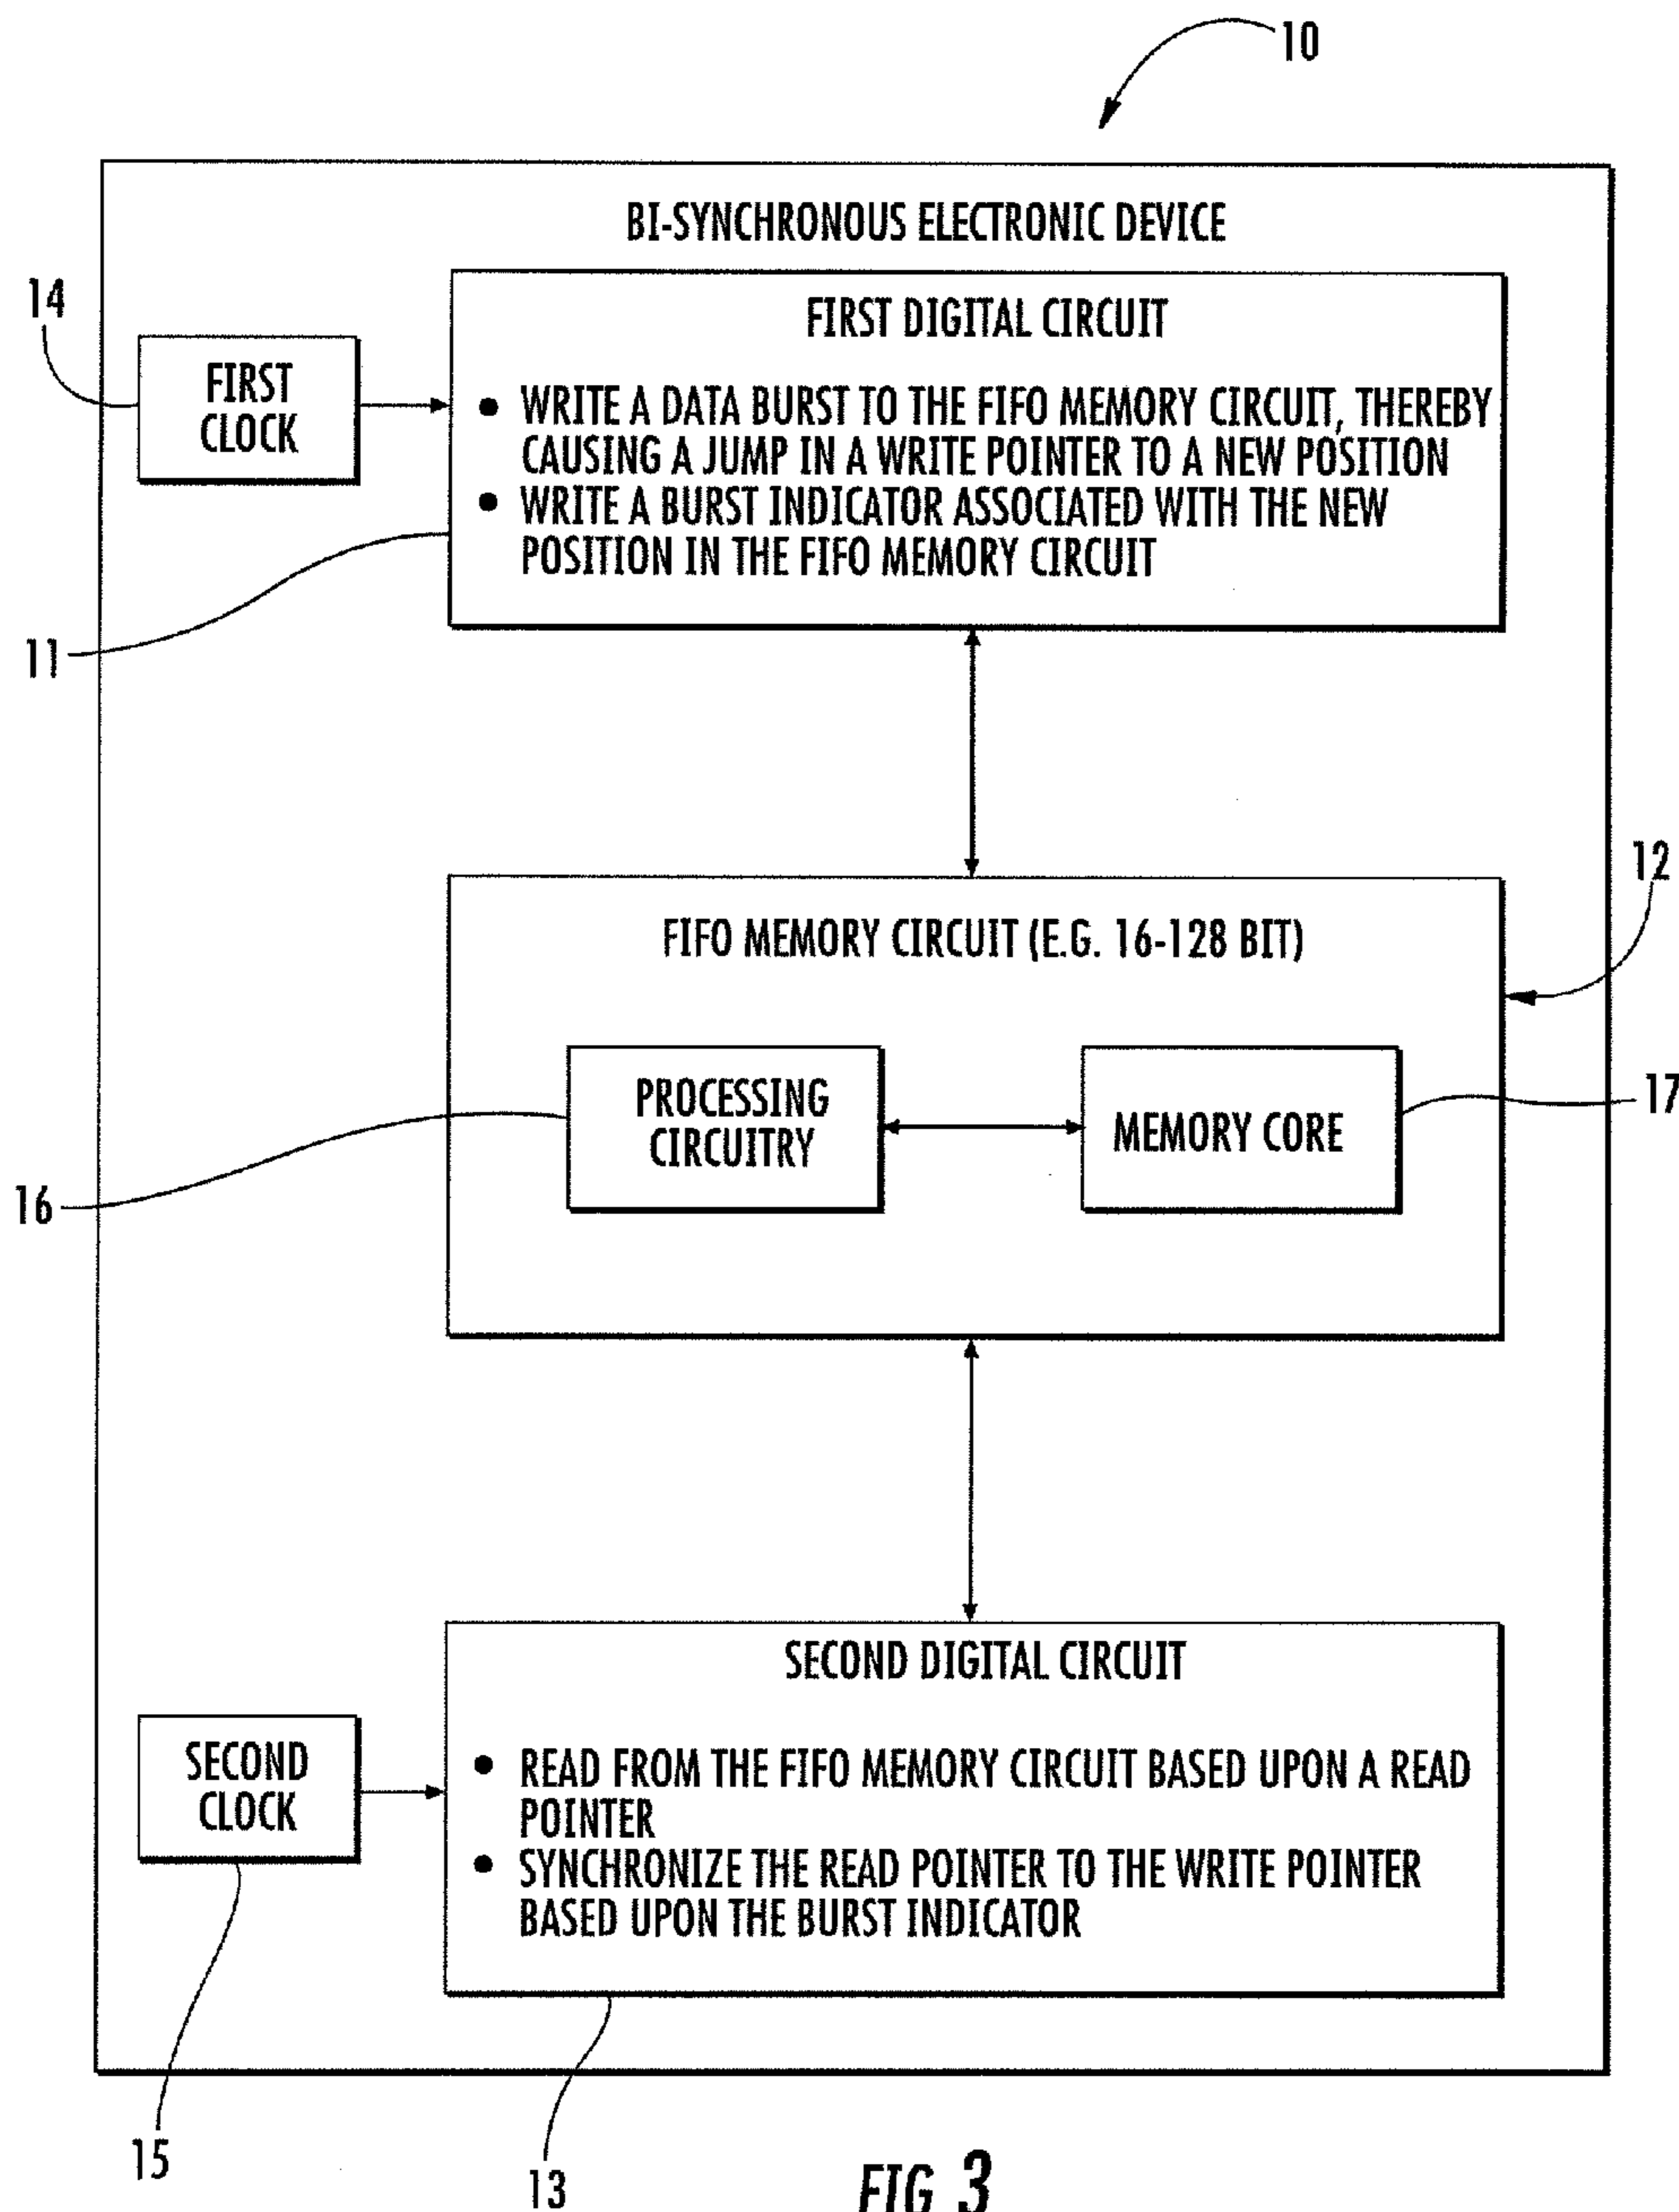 10
BI-SYNCHRONOUS ELECTRONIC DEVICE
14
FIRST
CLOCK
FIRST DIGITAL CIRCUIT
• WRITE A DATA BURST TO THE FIFO MEMORY CIRCUIT, THEREBY
CAUSING A JUMP IN A WRITE POINTER TO A NEW POSITION
• WRITE A BURST INDICATOR ASSOCIATED WITH THE NEW
POSITION IN THE FIFO MEMORY CIRCUIT
11
12
FIFO MEMORY CIRCUIT (E.G. 16-128 BIT)
PROCESSING
CIRCUITRY
MEMORY CORE
17
16
SECOND DIGITAL CIRCUIT
SECOND
CLOCK
• READ FROM THE FIFO MEMORY CIRCUIT BASED UPON A READ
POINTER
• SYNCHRONIZE THE READ POINTER TO THE WRITE POINTER
BASED UPON THE BURST INDICATOR
15
13
FIG 3